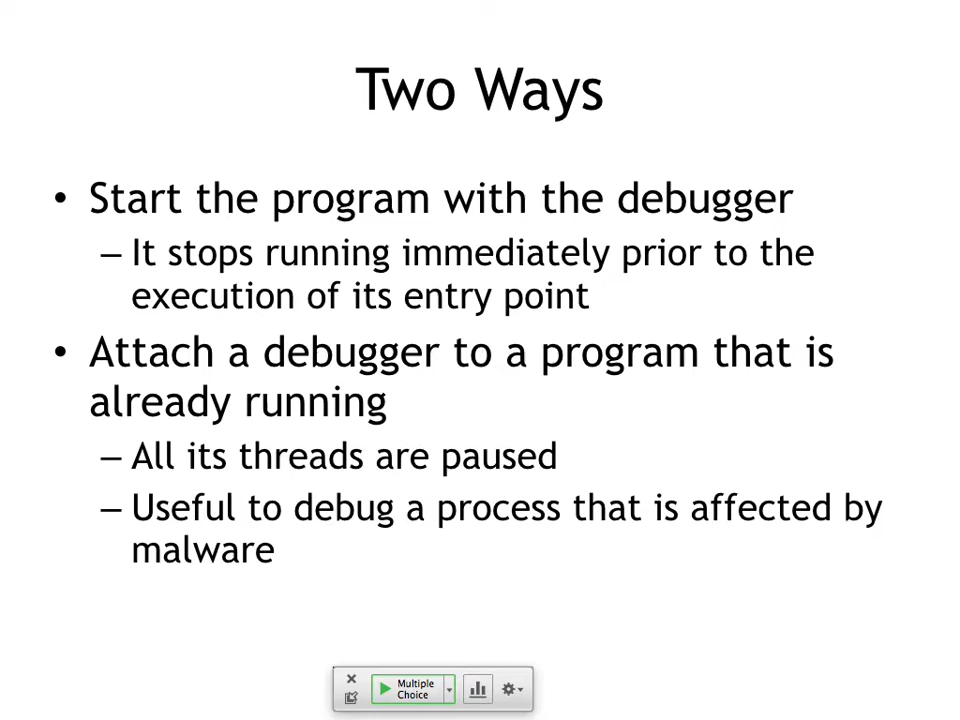 Two Ways
• Start the program with the debugger
– It stops running immediately prior to the
execution of its entry point
• Attach a debugger to a program that is
already running
– All its threads are paused
– Useful to debug a process that is affected by
malware
Multiple
Choice